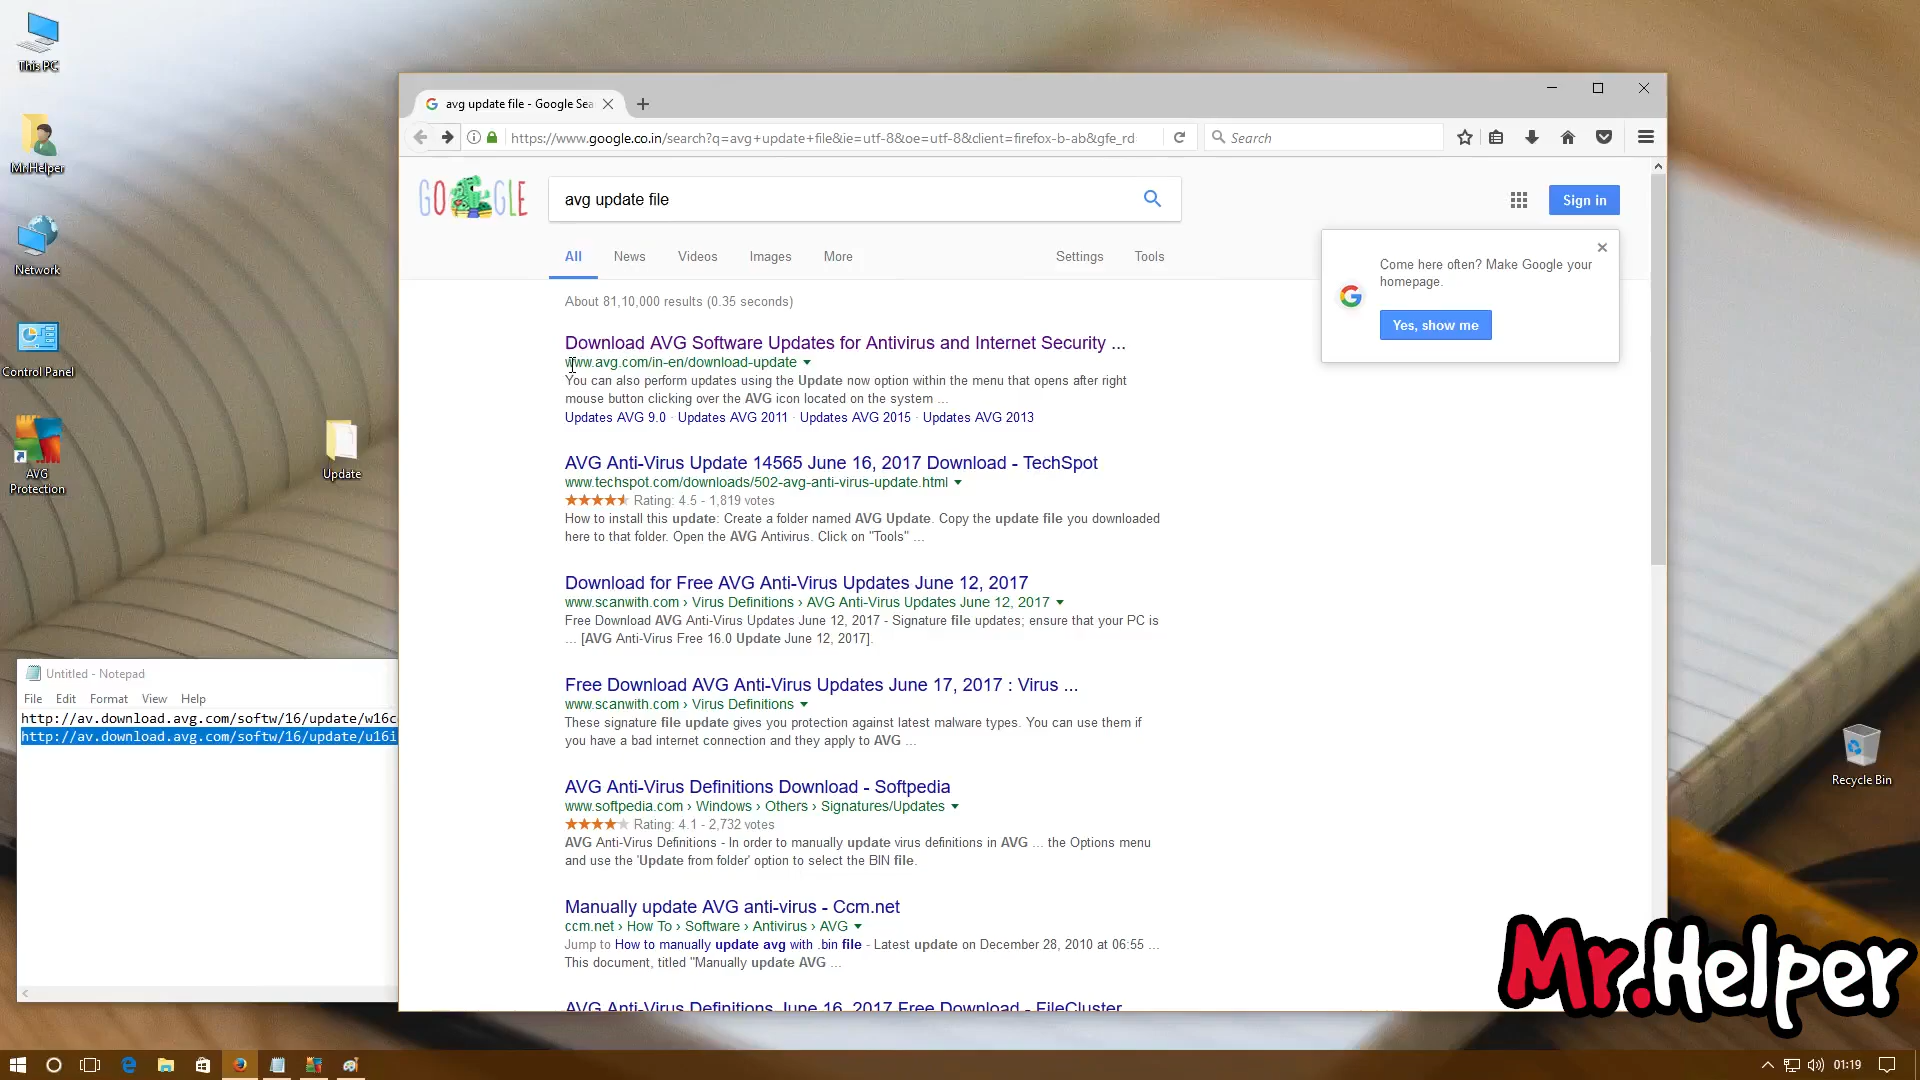 This PC
MrHelper
Network
Control Panel
AVG
Protection
Update
Recycle Bin
avg update file - Google Sea
https://www.google.co.in/search?q=avg+update+file&ie=utf-8&oe=utf-8&client=firefox-b-ab&gfe_rd
Search
GOOGLE
avg update file
Sign in
All
News
Videos
Images
More
Settings
Tools
Come here often? Make Google your
homepage.
Yes, show me
About 81,10,000 results (0.35 seconds)
Download AVG Software Updates for Antivirus and Internet Security ...
www.avg.com/in-en/download-update
You can also perform updates using the Update now option within the menu that opens after right
mouse button clicking over the AVG icon located on the system ...
Updates AVG 9.0 · Updates AVG 2011 · Updates AVG 2015 · Updates AVG 2013
AVG Anti-Virus Update 14565 June 16, 2017 Download - TechSpot
www.techspot.com/downloads/502-avg-anti-virus-update.html
Rating: 4.5 - 1,819 votes
How to install this update: Create a folder named AVG Update. Copy the update file you downloaded
here to that folder. Open the AVG Antivirus. Click on "Tools" ...
Download for Free AVG Anti-Virus Updates June 12, 2017
www.scanwith.com › Virus Definitions › AVG Anti-Virus Updates June 12, 2017
Free Download AVG Anti-Virus Updates June 12, 2017 - Signature file updates; ensure that your PC is
... [AVG Anti-Virus Free 16.0 Update June 12, 2017].
Free Download AVG Anti-Virus Updates June 17, 2017 : Virus ...
www.scanwith.com › Virus Definitions
These signature file update gives you protection against latest malware types. You can use them if
you have a bad internet connection and they apply to AVG ...
AVG Anti-Virus Definitions Download - Softpedia
www.softpedia.com › Windows › Others › Signatures/Updates
Rating: 4.1 - 2,732 votes
AVG Anti-Virus Definitions - In order to manually update virus definitions in AVG ... the Options menu
and use the 'Update from folder' option to select the BIN file.
Manually update AVG anti-virus - Ccm.net
ccm.net › How To › Software › Antivirus › AVG
Jump to How to manually update avg with .bin file - Latest update on December 28, 2010 at 06:55 ...
This document, titled "Manually update AVG ...
AVG Anti-Virus Definitions June 16, 2017 Free Download - FileCluster
Untitled - Notepad
File Edit Format View Help
http://av.download.avg.com/softw/16/update/w16c
http://av.download.avg.com/softw/16/update/u16i
Mr.Helper
01:19